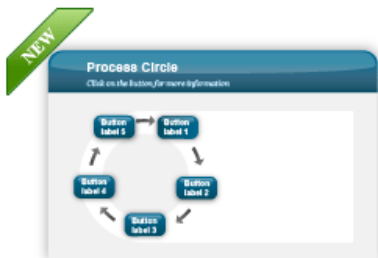 NEW
Process Circle
Click on the button for more information
Button
label 5
Button
label 1
Button
label 4
Button
label 2
Button
label 3